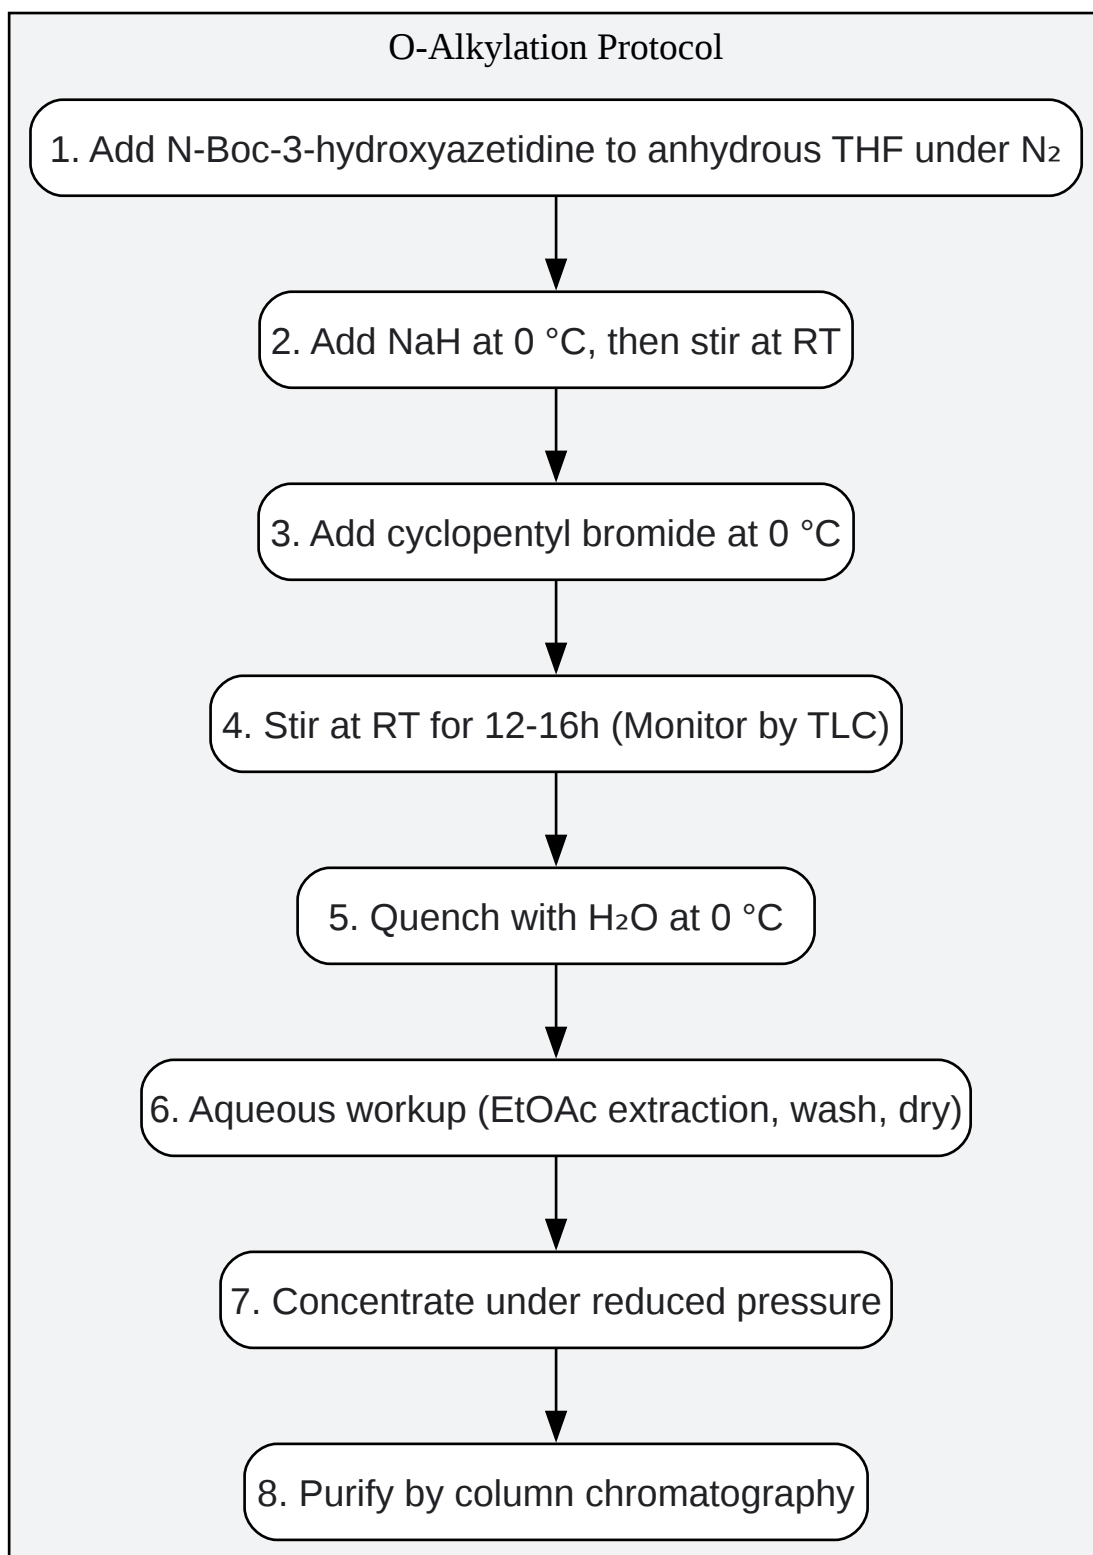 O-Alkylation Protocol
1. Add N-Boc-3-hydroxyazetidine to anhydrous THF under N₂
2. Add NaH at 0 °C, then stir at RT
3. Add cyclopentyl bromide at 0 °C
4. Stir at RT for 12-16h (Monitor by TLC)
5. Quench with H₂O at 0 °C
6. Aqueous workup (EtOAc extraction, wash, dry)
7. Concentrate under reduced pressure
8. Purify by column chromatography